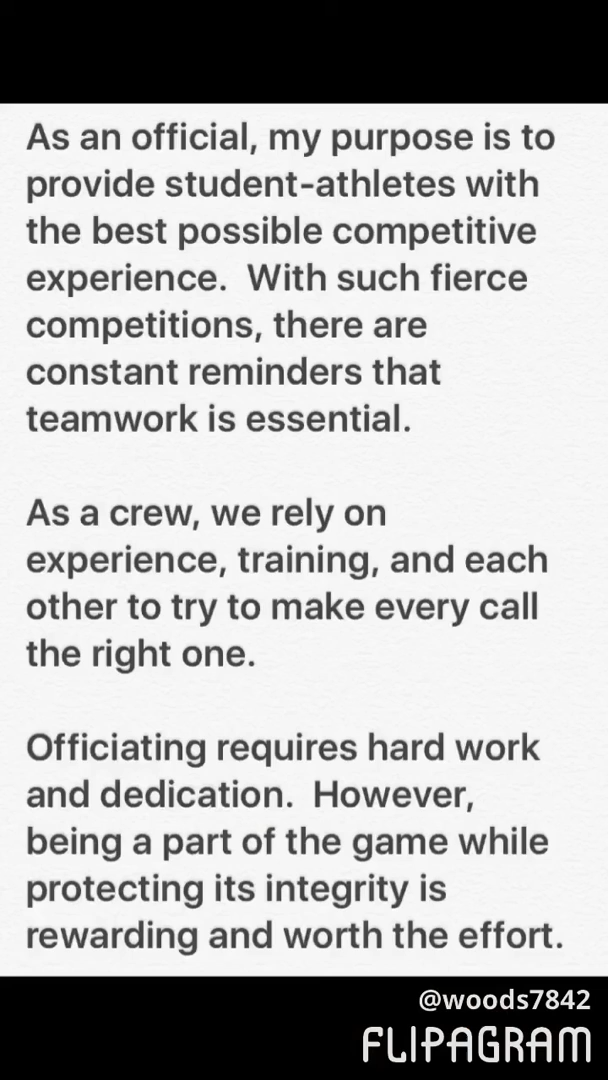 As an official, my purpose is to
provide student-athletes with
the best possible competitive
experience.  With such fierce
competitions, there are
constant reminders that
teamwork is essential.
As a crew, we rely on
experience, training, and each
other to try to make every call
the right one.
Officiating requires hard work
and dedication.  However,
being a part of the game while
protecting its integrity is
rewarding and worth the effort.
@woods7842
FLIPAGRAM